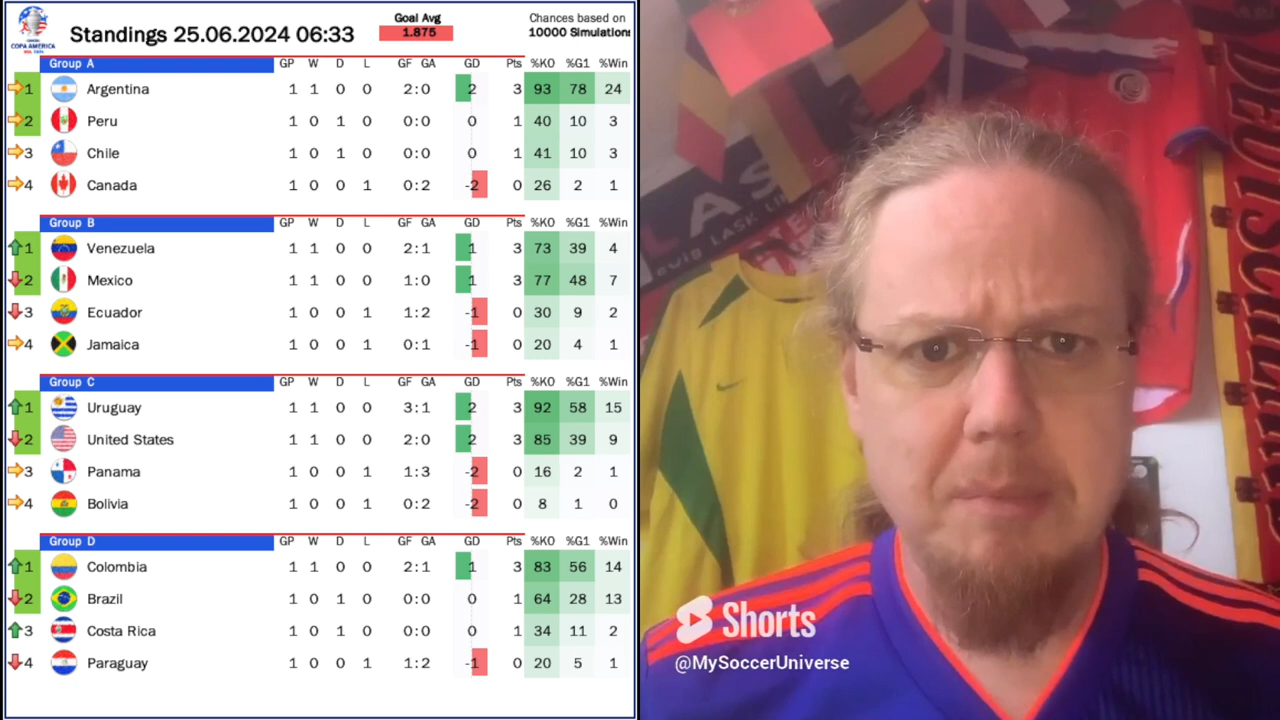 COPA AMERICA
Standings 25.06.2024 06:33
Goal Avg
1.875
Chances based on
10000 Simulations
Group A GP W D L GF GA GD Pts %KO %G1 %Win
1 Argentina 1 1 0 0 2:0 2 3 93 78 24
2 Peru 1 0 1 0 0:0 0 1 40 10 3
3 Chile 1 0 1 0 0:0 0 1 41 10 3
4 Canada 1 0 0 1 0:2 -2 0 26 2 1
Group B GP W D L GF GA GD Pts %KO %G1 %Win
1 Venezuela 1 1 0 0 2:1 1 3 73 39 4
2 Mexico 1 1 0 0 1:0 1 3 77 48 7
3 Ecuador 1 0 0 1 1:2 -1 0 30 9 2
4 Jamaica 1 0 0 1 0:1 -1 0 20 4 1
Group C GP W D L GF GA GD Pts %KO %G1 %Win
1 Uruguay 1 1 0 0 3:1 2 3 92 58 15
2 United States 1 1 0 0 2:0 2 3 85 39 9
3 Panama 1 0 0 1 1:3 -2 0 16 2 1
4 Bolivia 1 0 0 1 0:2 -2 0 8 1 0
Group D GP W D L GF GA GD Pts %KO %G1 %Win
1 Colombia 1 1 0 0 2:1 1 3 83 56 14
2 Brazil 1 0 1 0 0:0 0 1 64 28 13
3 Costa Rica 1 0 1 0 0:0 0 1 34 11 2
4 Paraguay 1 0 0 1 1:2 -1 0 20 5 1
LAS
ewig LASK
Shorts
@MySoccerUniverse